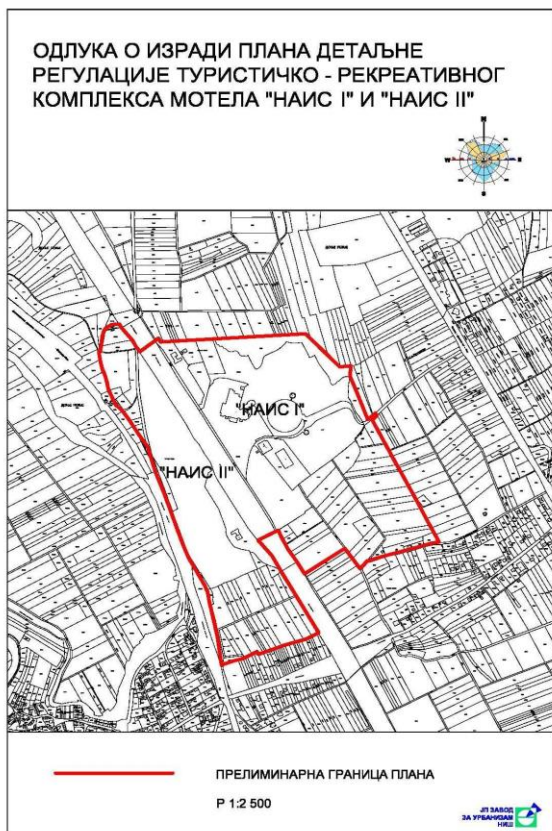 ОДЛУКА О ИЗРАДИ ПЛАНА ДЕТАЉНЕ
РЕГУЛАЦИЈЕ ТУРИСТИЧКО - РЕКРЕАТИВНОГ
КОМПЛЕКСА МОТЕЛА "НАИС I" И "НАИС II"
"НАИС I"
"НАИС II"
ПРЕЛИМИНАРНА ГРАНИЦА ПЛАНА
Р 1:2 500
ЈП ЗАВОД
ЗА УРБАНИЗАМ
НИШ